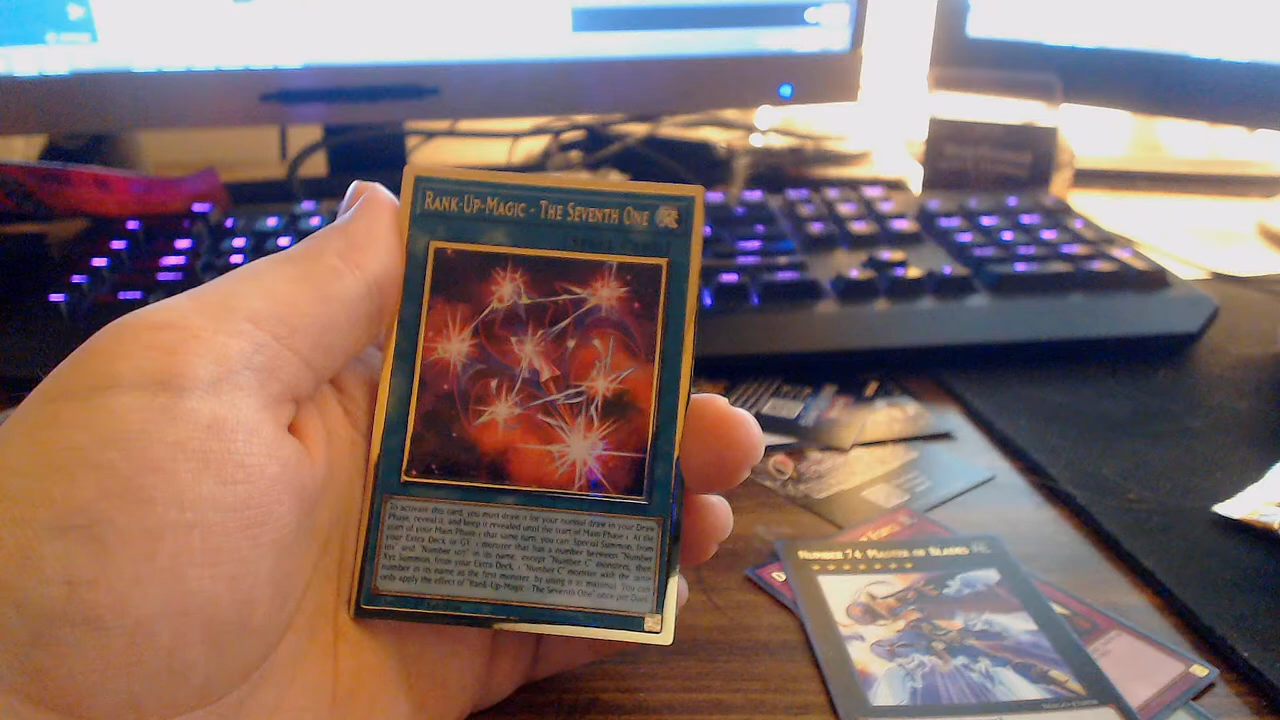 RANK-UP-MAGIC - THE SEVENTH ONE
To activate this card, you must draw it for your normal draw in your Draw
Phase, reveal it, and keep it revealed until the start of Main Phase 1. At the
start of your Main Phase 1 that same turn, you can: Special Summon, from
your Extra Deck or GY, 1 monster that has a number between "Number
101" and "Number 107" in its name, except "Number C" monsters, then
Xyz Summon, from your Extra Deck, 1 "Number C" monster with the same
number in its name as the first monster, by using it as material. You can
only apply the effect of "Rank-Up-Magic - The Seventh One" once per Duel.
NUMBER 74: MASTER OF BLADES